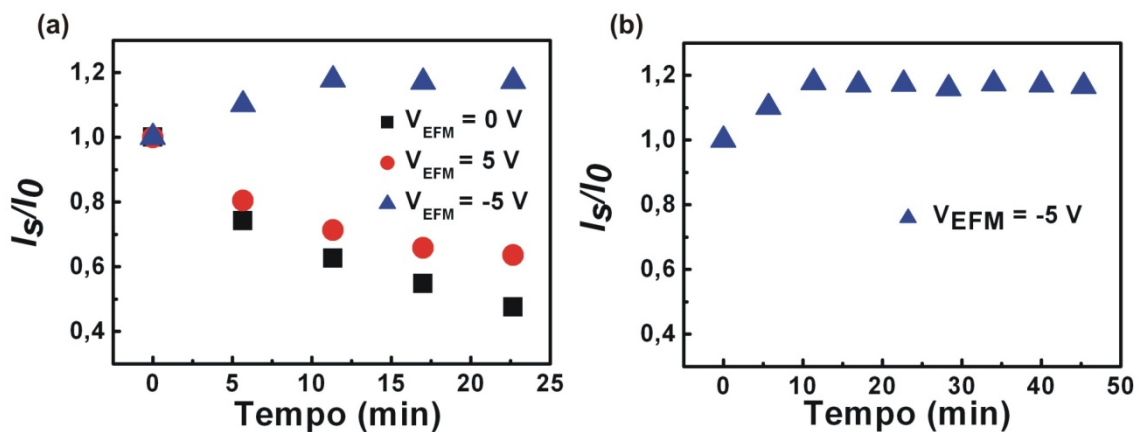 (a)
I_S/I_0
1,2
1,0
0,8
0,6
0,4
V_EFM = 0 V
V_EFM = 5 V
V_EFM = -5 V
0 5 10 15 20 25
Tempo (min)
(b)
I_S/I_0
1,2
1,0
0,8
0,6
0,4
V_EFM = -5 V
0 10 20 30 40 50
Tempo (min)